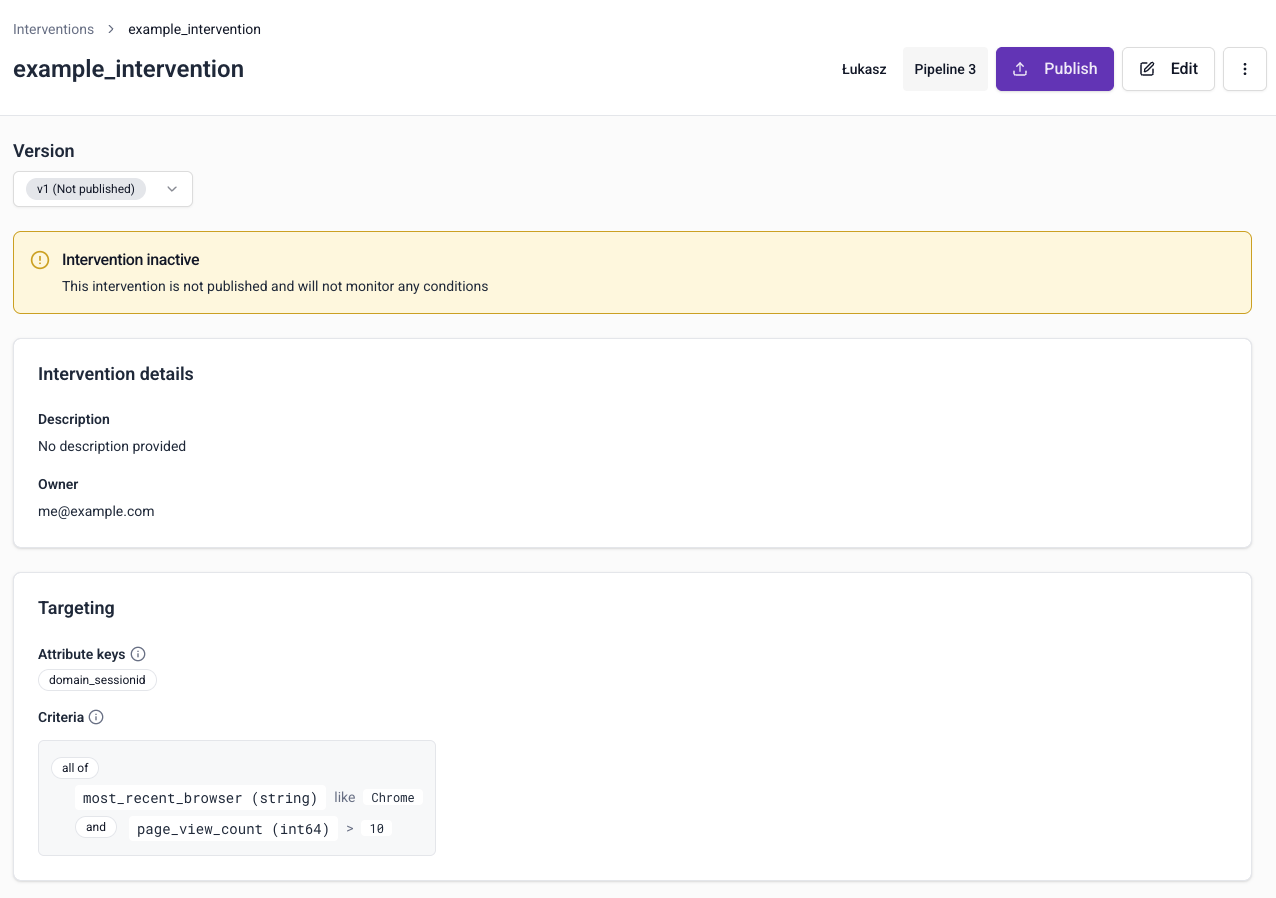 Interventions > example_intervention
example_intervention
Łukasz
Pipeline 3
Publish
Edit
Version
v1 (Not published)
Intervention inactive
This intervention is not published and will not monitor any conditions
Intervention details
Description
No description provided
Owner
me@example.com
Targeting
Attribute keys
domain_sessionid
Criteria
all of
most_recent_browser (string) like Chrome
and page_view_count (int64) > 10